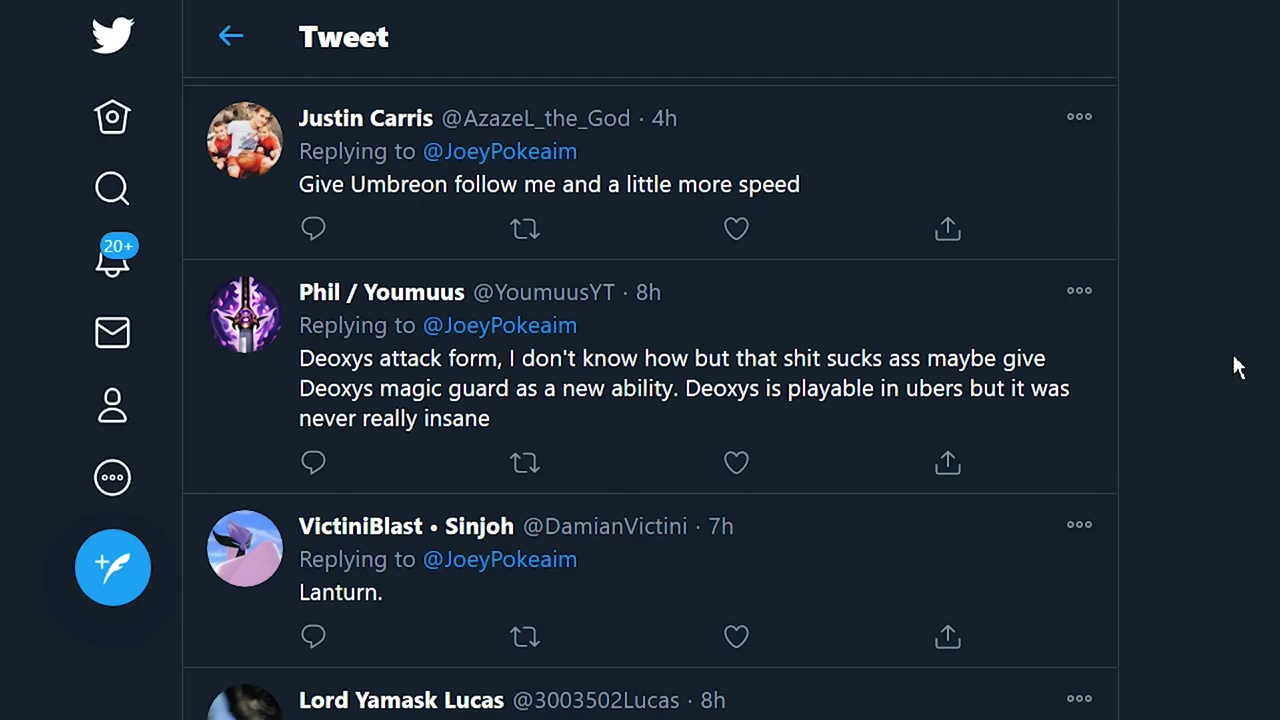 Tweet
Justin Carris @AzazeL_the_God · 4h
Replying to @JoeyPokeaim
Give Umbreon follow me and a little more speed
20+
Phil / Youmuus @YoumuusYT · 8h
Replying to @JoeyPokeaim
Deoxys attack form, I don't know how but that shit sucks ass maybe give
Deoxys magic guard as a new ability. Deoxys is playable in ubers but it was
never really insane
VictiniBlast • Sinjoh @DamianVictini · 7h
Replying to @JoeyPokeaim
Lanturn.
Lord Yamask Lucas @3003502Lucas · 8h